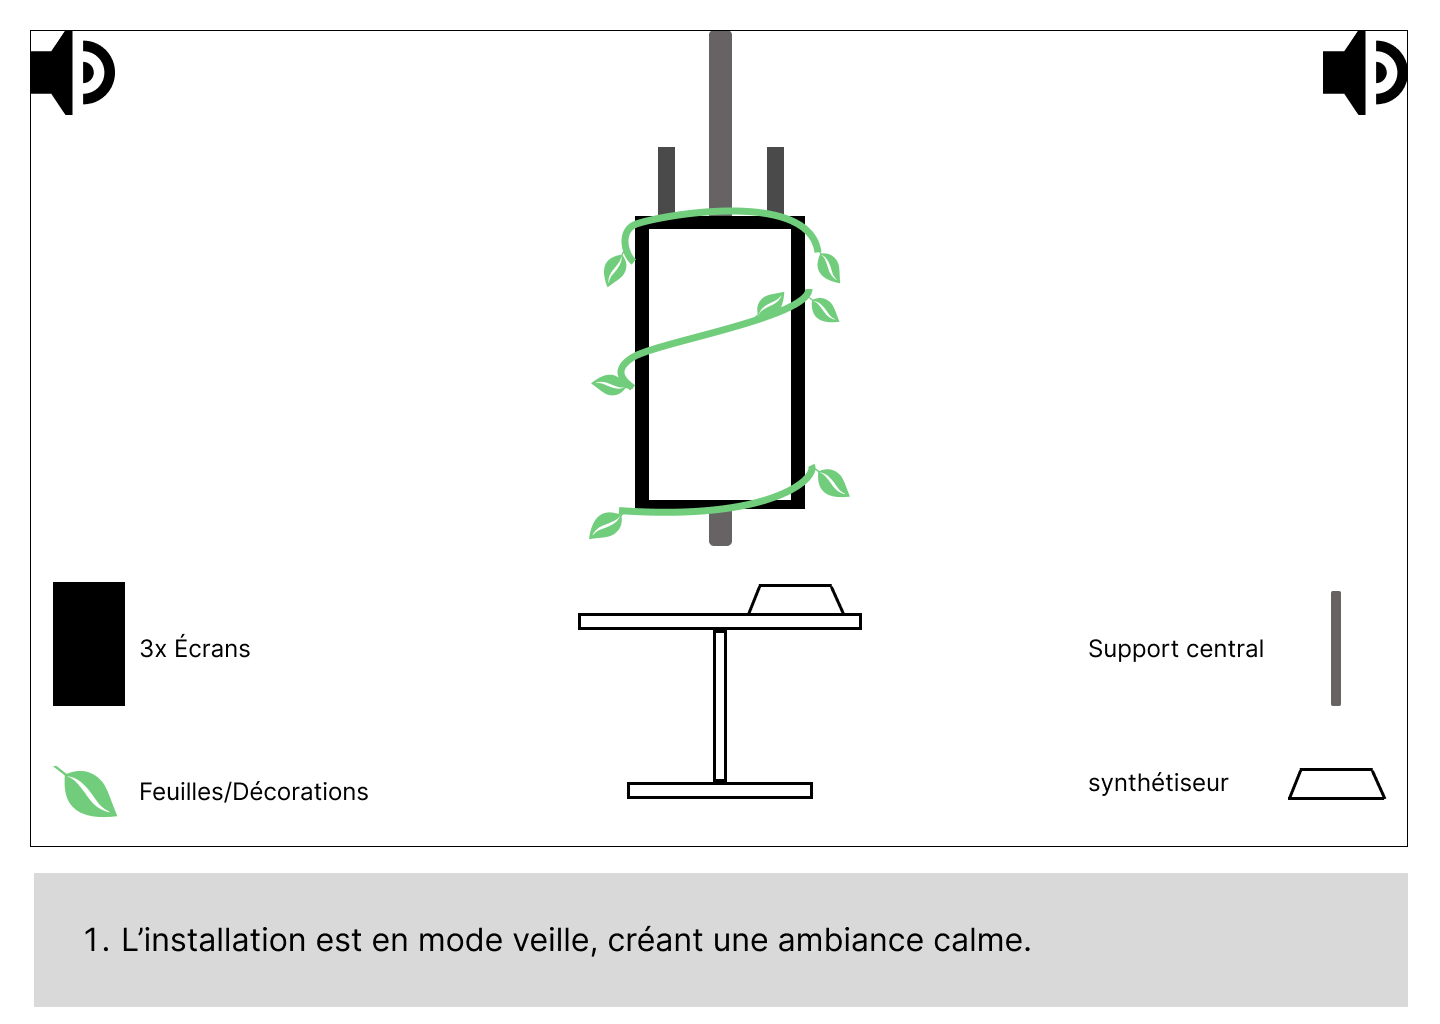 3x Écrans
Support central
Feuilles/Décorations
synthétiseur
1. L’installation est en mode veille, créant une ambiance calme.